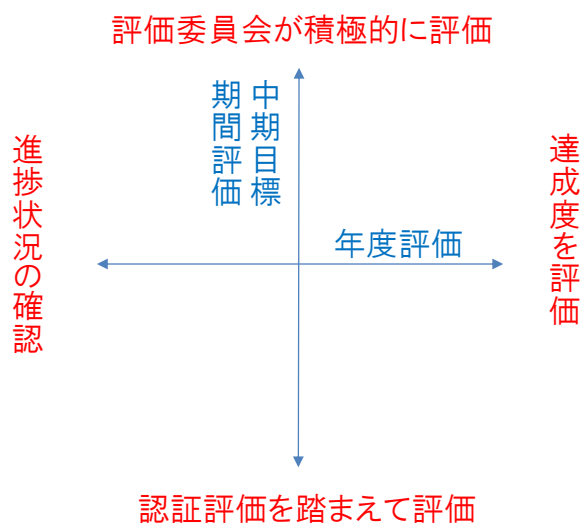 評価委員会が積極的に評価
中期目標
期間評価
進捗状況の確認
年度評価
達成度を評価
認証評価を踏まえて評価